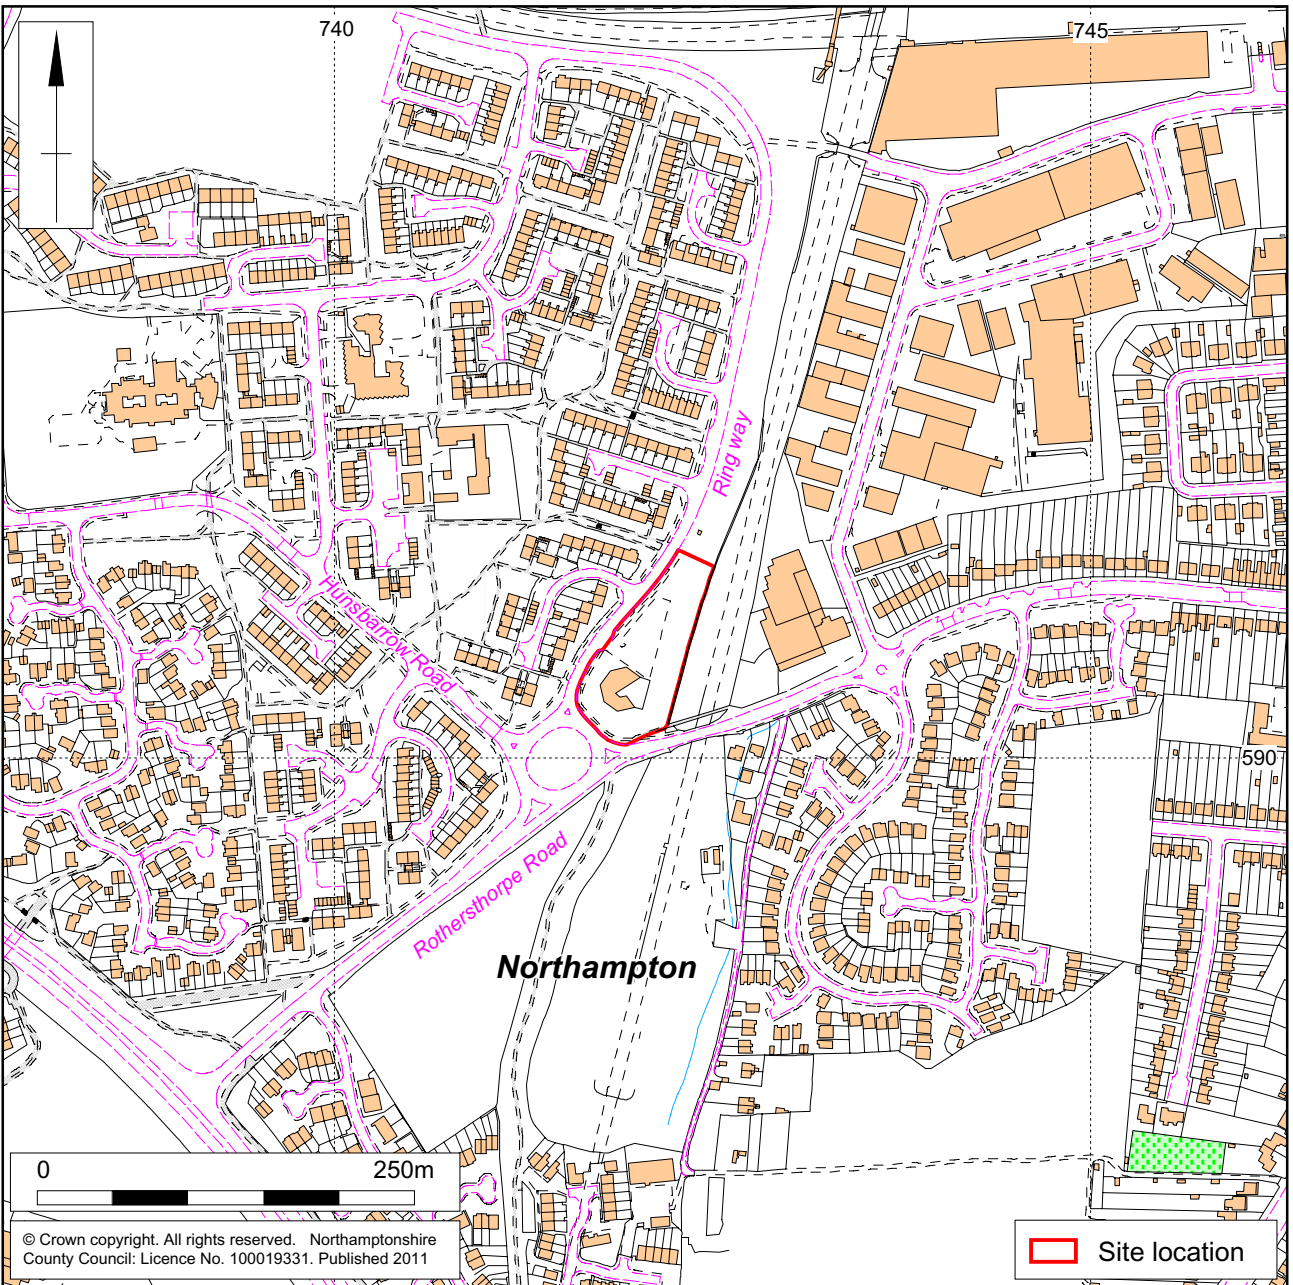 740
745
Ring way
Hunsbarrow Road
590
Rothersthorpe Road
Northampton
0 250m
© Crown copyright. All rights reserved. Northamptonshire
County Council: Licence No. 100019331. Published 2011
Site location